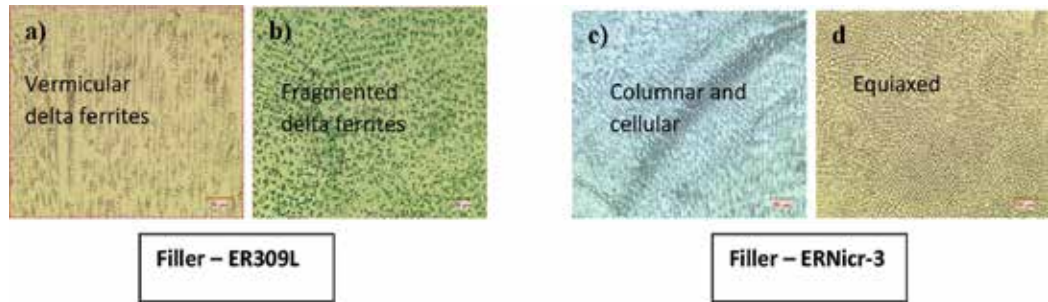 a)
Vermicular
delta ferrites
b)
Fragmented
delta ferrites
c)
Columnar and
cellular
d
Equiaxed
Filler – ER309L
Filler – ERNicr-3